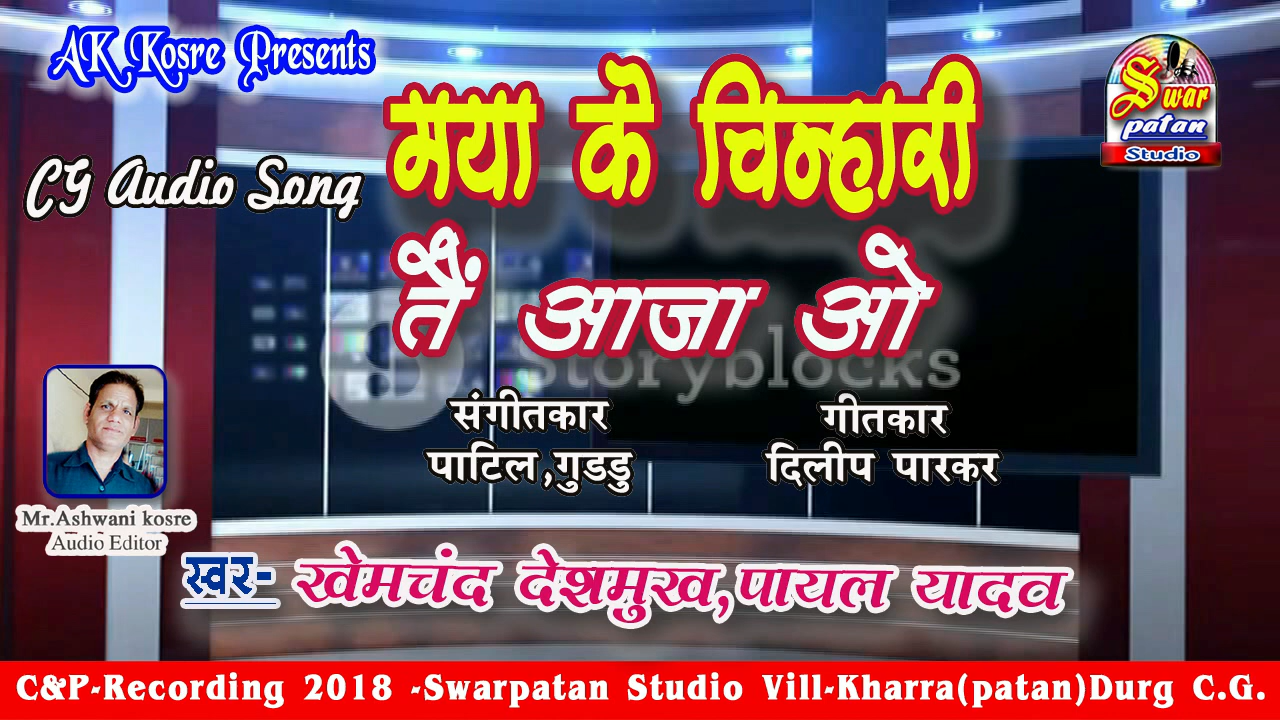 AK Kosre Presents
Swar
patan
Studio
मया के चिन्हारी
CG Audio Song
तैं आजा ओ
Storyblocks
संगीतकार
गीतकार
पाटिल,गुडडु
दिलीप पारकर
Mr.Ashwani kosre
Audio Editor
स्वर- खेमचंद देशमुख,पायल यादव
C&P-Recording 2018 -Swarpatan Studio Vill-Kharra(patan)Durg C.G.